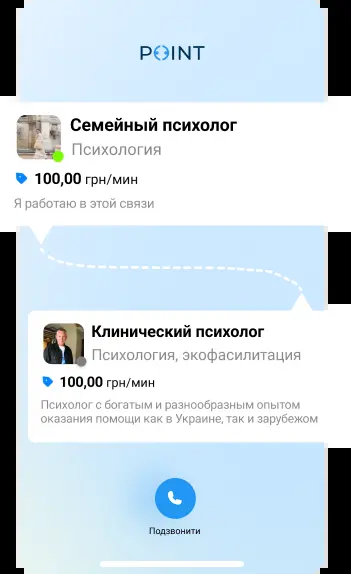 POINT
Семейный психолог
Психология
100,00 грн/мин
Я работаю в этой связи
Клинический психолог
Психология, экофасилитация
100,00 грн/мин
Психолог с богатым и разнообразным опытом
оказания помощи как в Украине, так и зарубежом
Подзвонити